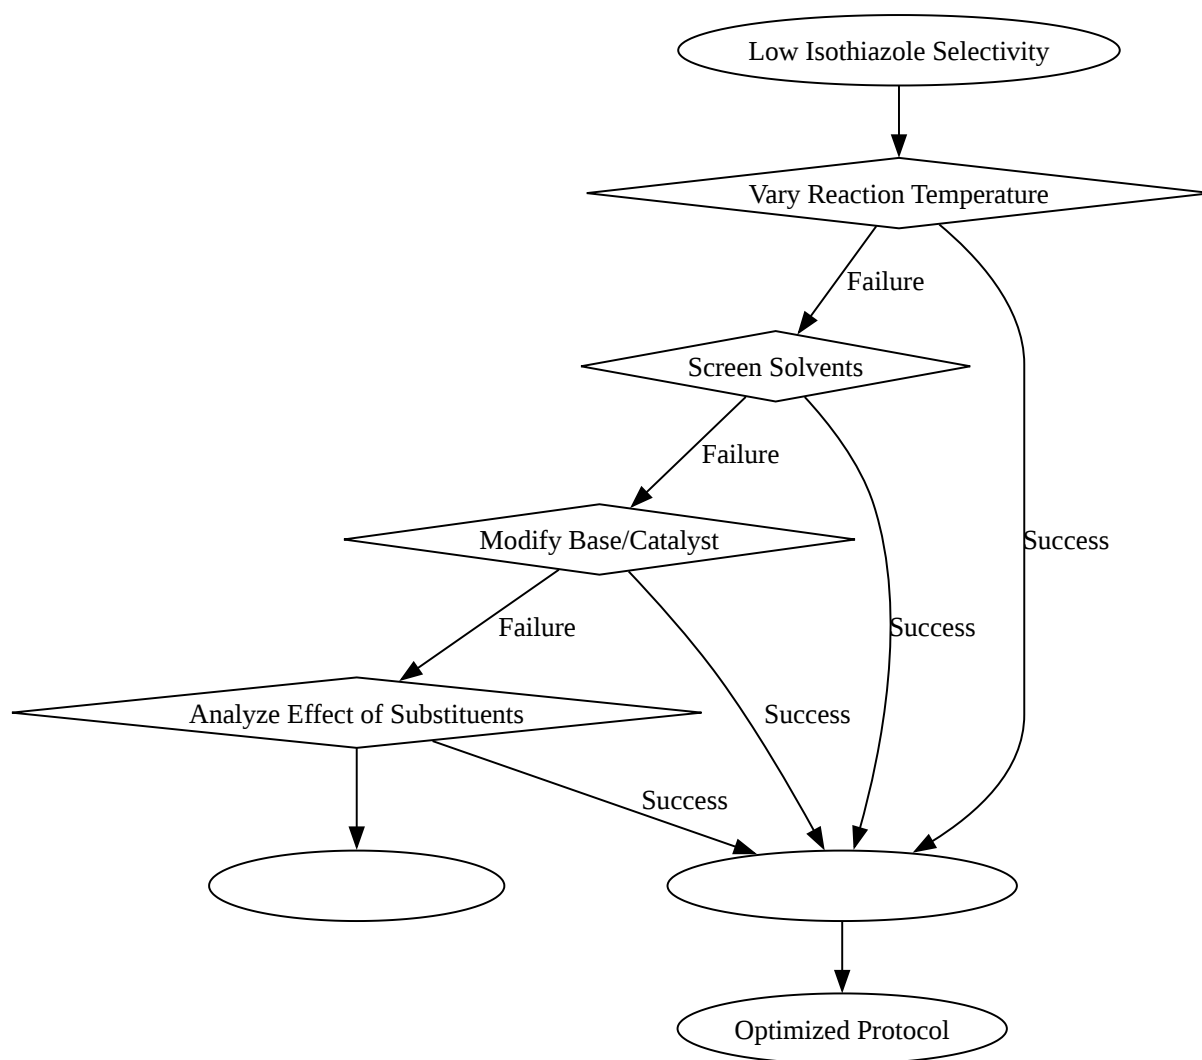 Low Isothiazole Selectivity
Vary Reaction Temperature
Failure
Screen Solvents
Failure
Modify Base/Catalyst
Success
Failure
Success
Analyze Effect of Substituents
Success
Success
Optimized Protocol